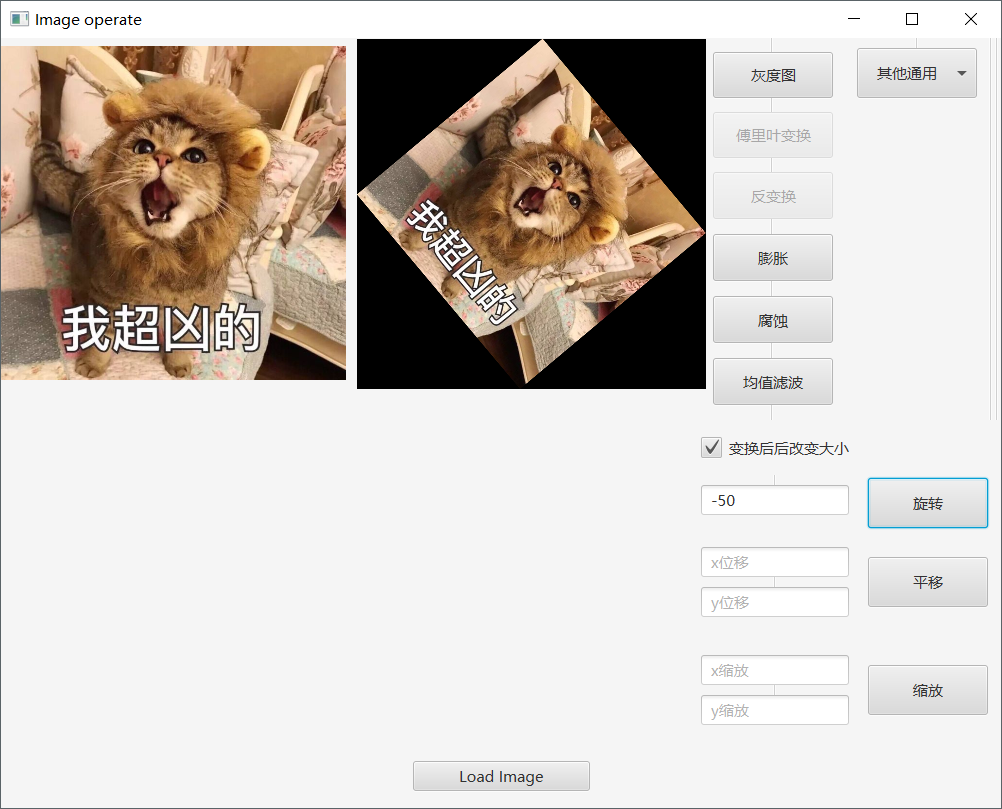 Image operate
我超凶的
我超凶的
灰度图
其他通用
傅里叶变换
反变换
膨胀
腐蚀
均值滤波
变换后后改变大小
-50
旋转
x位移
平移
y位移
x缩放
缩放
y缩放
Load Image